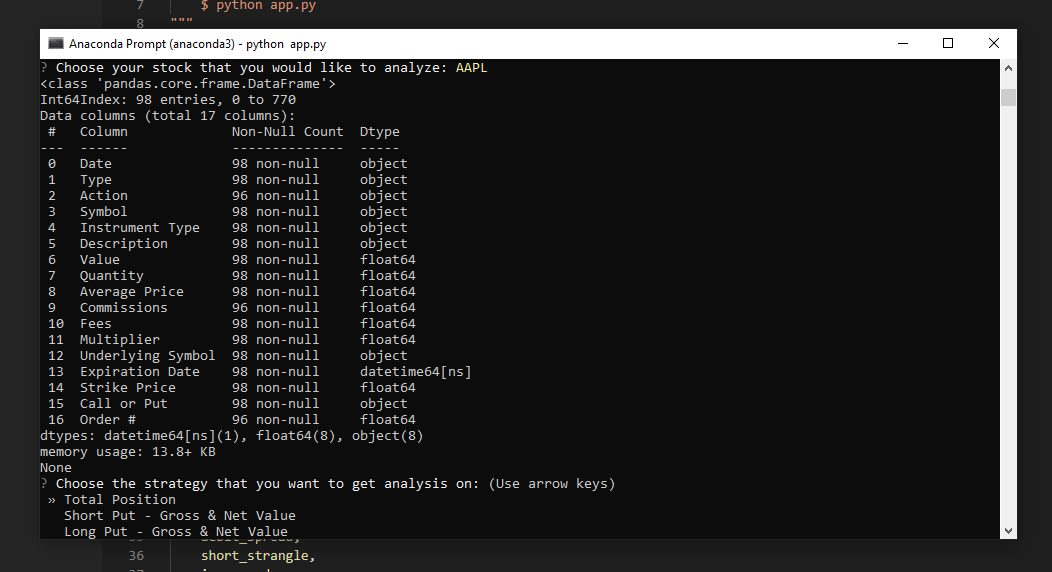 7 $ python app.py
8 """
Anaconda Prompt (anaconda3) - python  app.py
? Choose your stock that you would like to analyze: AAPL
<class 'pandas.core.frame.DataFrame'>
Int64Index: 98 entries, 0 to 770
Data columns (total 17 columns):
 #   Column             Non-Null Count  Dtype
---  ------             --------------  -----
 0   Date               98 non-null     object
 1   Type               98 non-null     object
 2   Action             96 non-null     object
 3   Symbol             98 non-null     object
 4   Instrument Type    98 non-null     object
 5   Description        98 non-null     object
 6   Value              98 non-null     float64
 7   Quantity           98 non-null     float64
 8   Average Price      98 non-null     float64
 9   Commissions        96 non-null     float64
 10  Fees               98 non-null     float64
 11  Multiplier         98 non-null     float64
 12  Underlying Symbol  98 non-null     object
 13  Expiration Date    98 non-null     datetime64[ns]
 14  Strike Price       98 non-null     float64
 15  Call or Put        98 non-null     object
 16  Order #            96 non-null     float64
dtypes: datetime64[ns](1), float64(8), object(8)
memory usage: 13.8+ KB
None
? Choose the strategy that you want to get analysis on: (Use arrow keys)
 » Total Position
   Short Put - Gross & Net Value
   Long Put - Gross & Net Value
36 short_strangle,